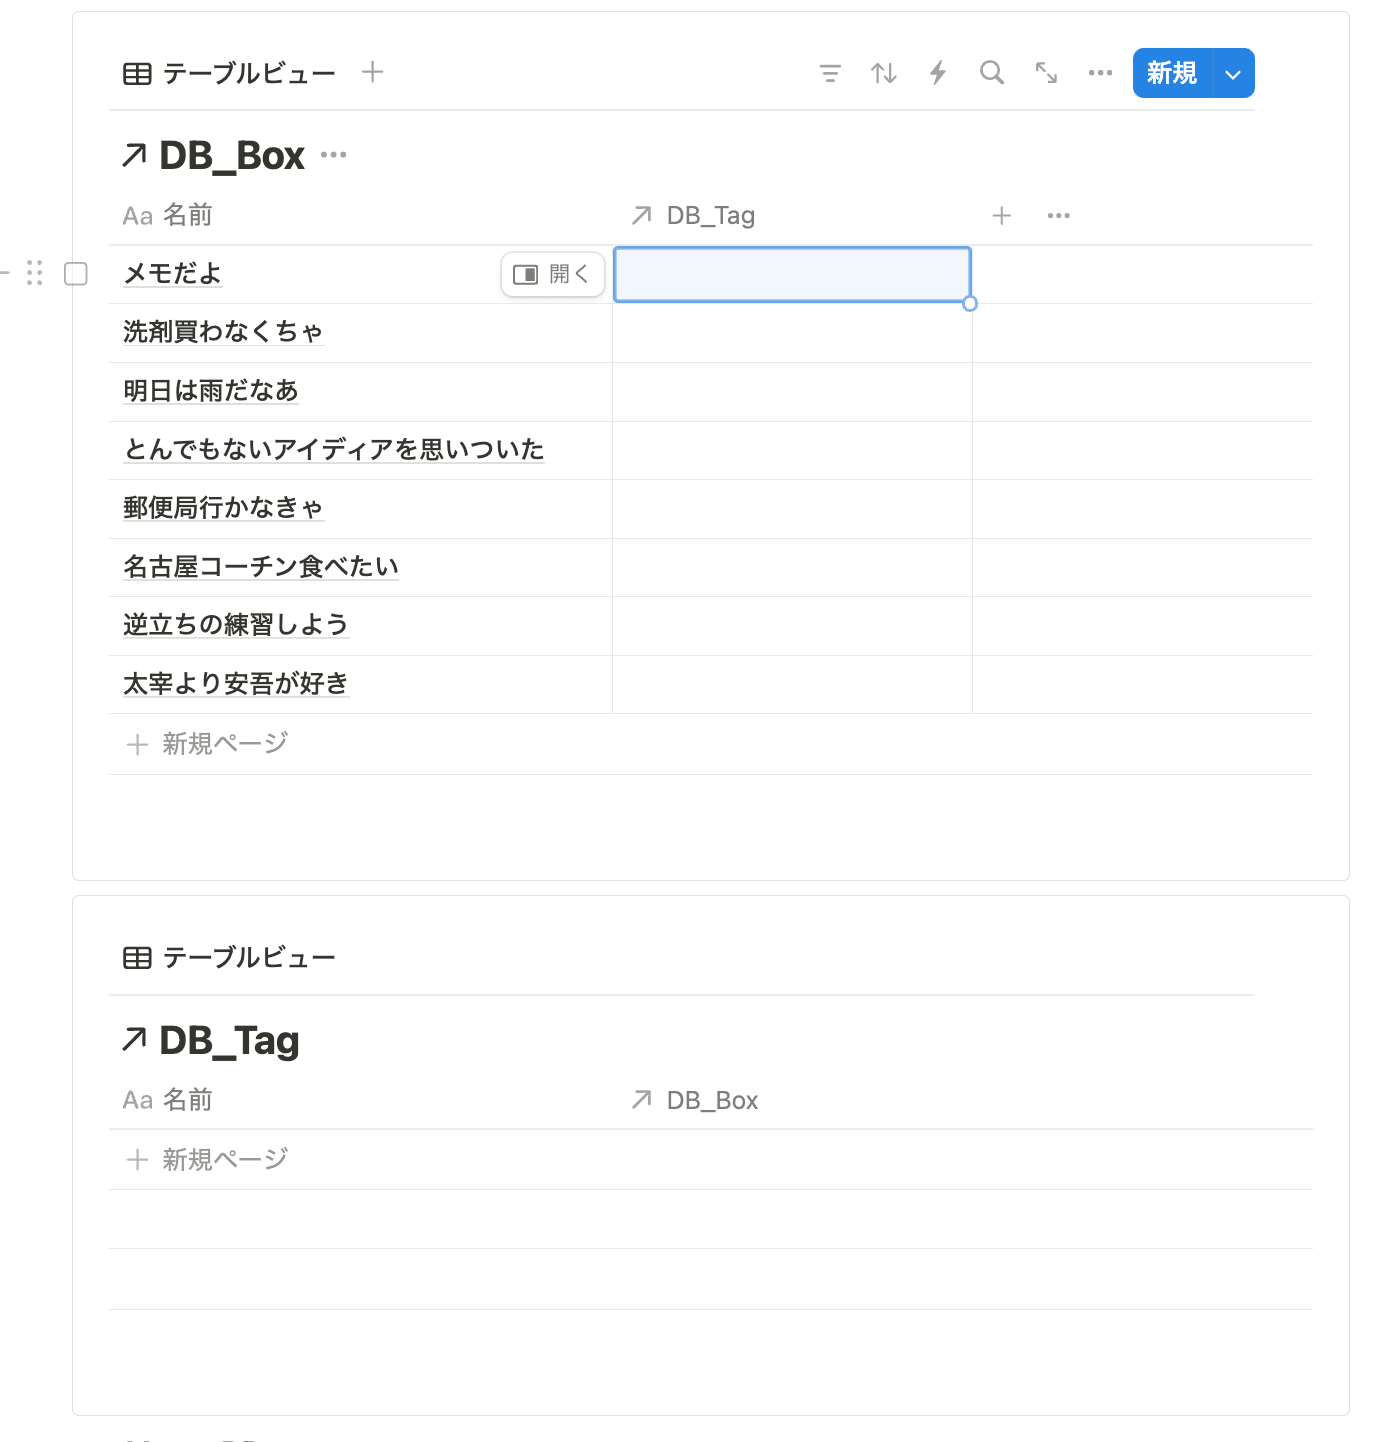 テーブルビュー
新規
DB_Box
Aa 名前
DB_Tag
メモだよ
開く
洗剤買わなくちゃ
明日は雨だなあ
とんでもないアイディアを思いついた
郵便局行かなきゃ
名古屋コーチン食べたい
逆立ちの練習しよう
太宰より安吾が好き
新規ページ
テーブルビュー
DB_Tag
Aa 名前
DB_Box
新規ページ